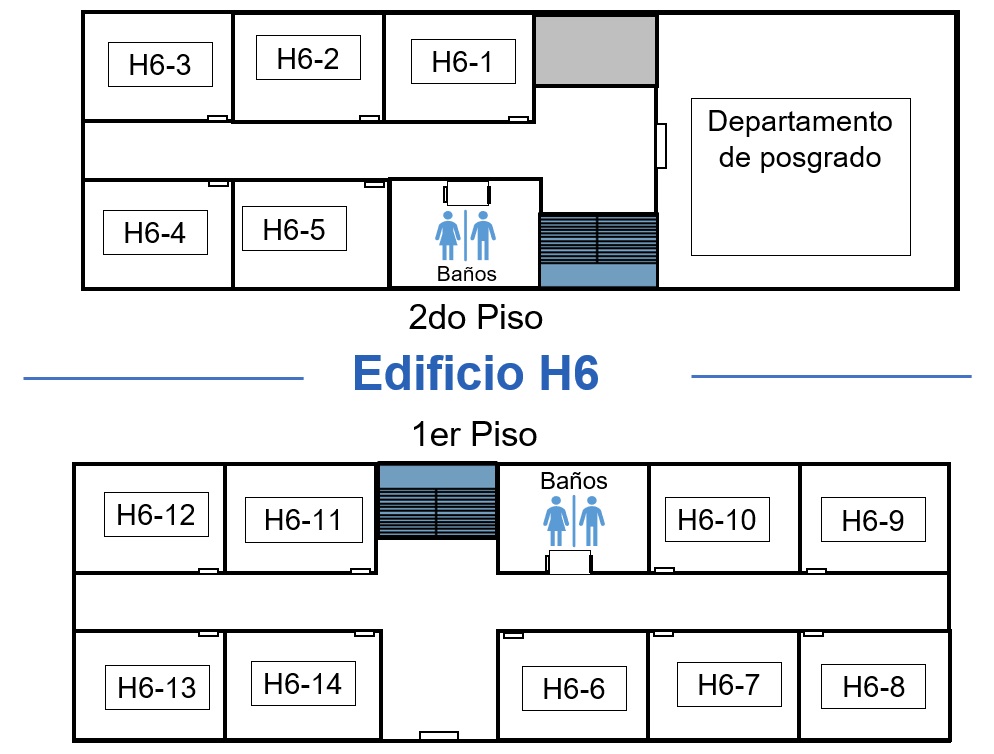 H6-3
H6-2
H6-1
Departamento
de posgrado
H6-4
H6-5
Baños
2do Piso
Edificio H6
1er Piso
H6-12
H6-11
Baños
H6-10
H6-9
H6-13
H6-14
H6-6
H6-7
H6-8